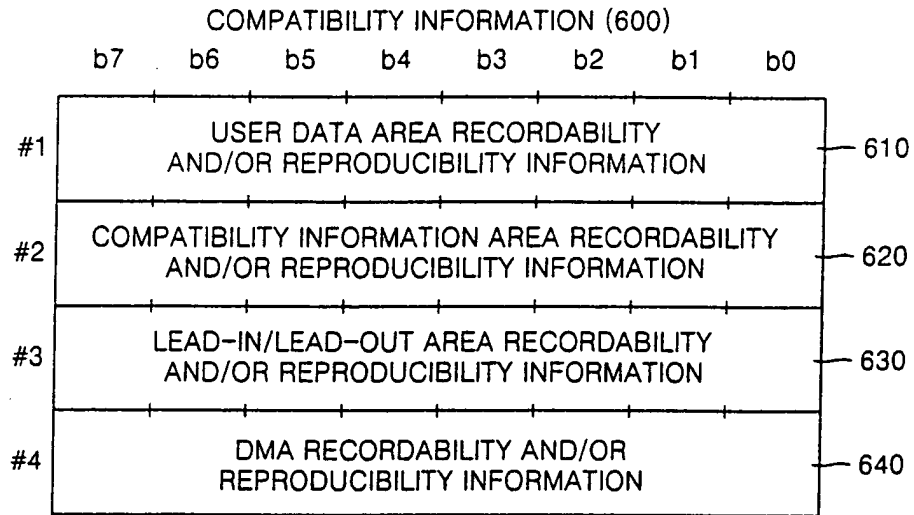 COMPATIBILITY INFORMATION (600)
b7 b6 b5 b4 b3 b2 b1 b0
#1 USER DATA AREA RECORDABILITY AND/OR REPRODUCIBILITY INFORMATION 610
#2 COMPATIBILITY INFORMATION AREA RECORDABILITY AND/OR REPRODUCIBILITY INFORMATION 620
#3 LEAD-IN/LEAD-OUT AREA RECORDABILITY AND/OR REPRODUCIBILITY INFORMATION 630
#4 DMA RECORDABILITY AND/OR REPRODUCIBILITY INFORMATION 640